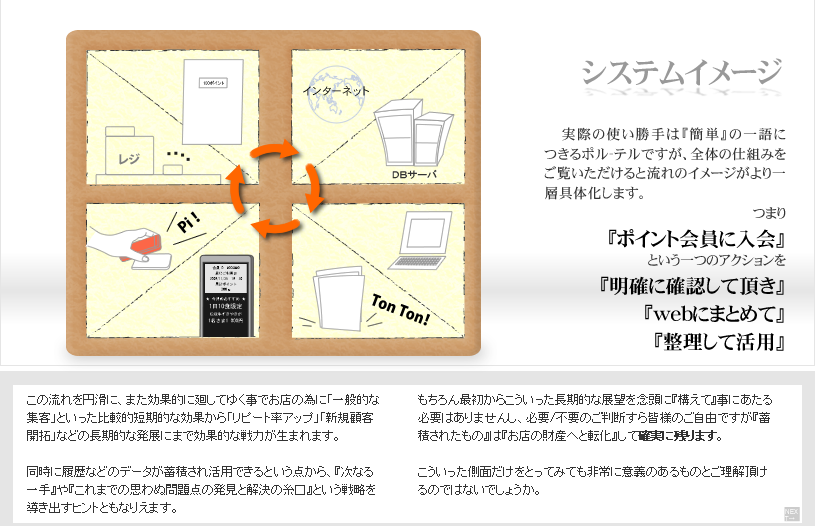 システムイメージ
実際の使い勝手は『簡単』の一語に
つきるポル-テルですが、全体の仕組みを
ご覧いただけると流れのイメージがより一
層具体化します。
つまり
『ポイント会員に入会』
という一つのアクションを
『明確に確認して頂き』
『webにまとめて』
『整理して活用』
100ポイント
レジ
インターネット
DBサーバ
Pi!
★今月のおすすめ★
1日10食限定
Ton Ton!
この流れを円滑に、また効果的に廻してゆく事でお店の為に「一般的な
集客」といった比較的短期的な効果から「リピート率アップ」「新規顧客
開拓」などの長期的な発展にまで効果的な戦力が生まれます。
同時に履歴などのデータが蓄積され活用できるという点から、『次なる
一手』や『これまでの思わぬ問題点の発見と解決の糸口』という戦略を
導き出すヒントともなりえます。
もちろん最初からこういった長期的な展望を念頭に『構えて』事にあたる
必要はありませんし、必要/不要のご判断すら皆様のご自由ですが『蓄
積されたもの』は『お店の財産へと転化』して確実に残ります。
こういった側面だけをとってみても非常に意義のあるものとご理解頂け
るのではないでしょうか。